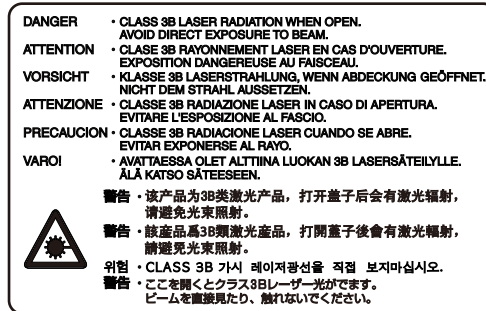 DANGER · CLASS 3B LASER RADIATION WHEN OPEN.
AVOID DIRECT EXPOSURE TO BEAM.
ATTENTION · CLASE 3B RAYONNEMENT LASER EN CAS D'OUVERTURE.
EXPOSITION DANGEREUSE AU FAISCEAU.
VORSICHT · KLASSE 3B LASERSTRAHLUNG, WENN ABDECKUNG GEÖFFNET.
NICHT DEM STRAHL AUSSETZEN.
ATTENZIONE · CLASSE 3B RADIAZIONE LASER IN CASO DI APERTURA.
EVITARE L'ESPOSIZIONE AL FASCIO.
PRECAUCION · CLASSE 3B RADIACIONE LASER CUANDO SE ABRE.
EVITAR EXPONERSE AL RAYO.
VARO! · AVATTAESSA OLET ALTTIINA LUOKAN 3B LASERSÄTEILYLLE.
ÄLÄ KATSO SÄTEESEEN.
警告 · 该产品为3B类激光产品，打开盖子后会有激光辐射，
请避免光束照射。
警告 · 該産品爲3B類激光産品，打開蓋子後會有激光輻射，
請避免光束照射。
위험 · CLASS 3B 가시 레이저광선을 직접 보지마십시오.
警告 · ここを開くとクラス3Bレーザー光がでます。
ビームを直接見たり、触れないでください。